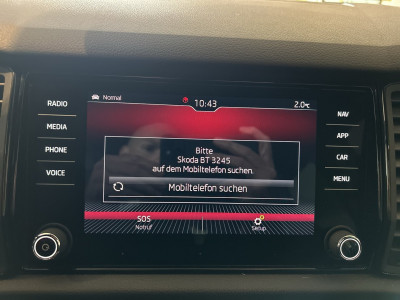 Normal 10:43 2.0°C
RADIO
MEDIA
PHONE
VOICE
Bitte
Skoda BT 3245
auf dem Mobiltelefon suchen.
Mobiltelefon suchen
SOS
Notruf
Setup
NAV
APP
CAR
MENU